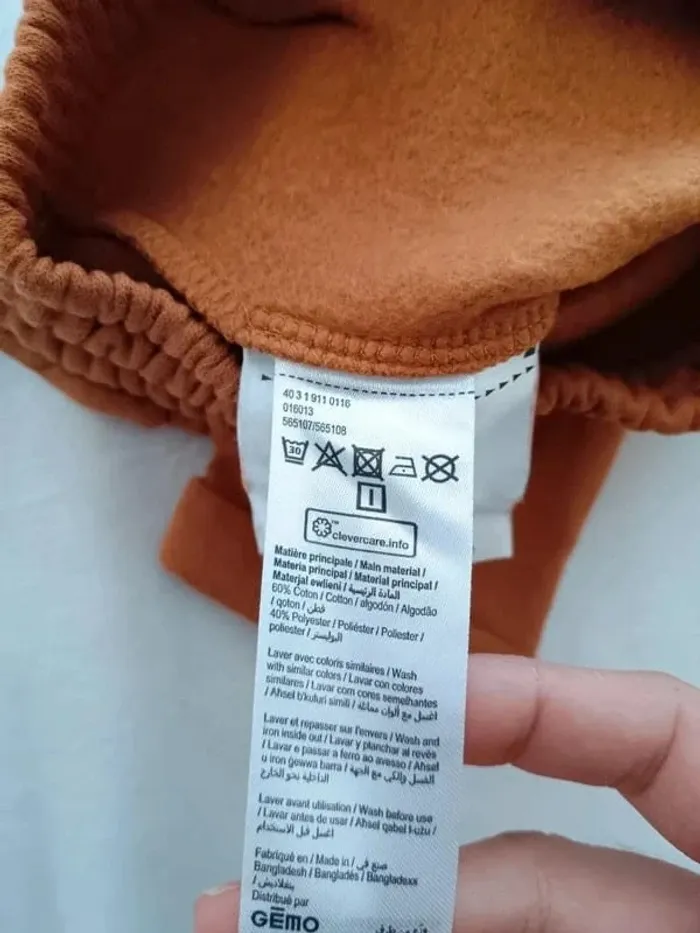 40 3 1 911 0116
016013
565107/565108
30
clevercare.info
Matière principale / Main material /
Materia principal / Material principal /
Materjal ewlieni / المادة الرئيسية
60% Coton / Cotton / algodón / Algodão
/ qoton / قطن
40% Polyester / Poliéster / Poliester /
poliester / البوليستر
Laver avec coloris similaires / Wash
with similar colors / Lavar con colores
similares / Lavar com cores semelhantes
/ Aħsel b'kuluri simili / اغسل مع ألوان مماثلة
Laver et repasser sur l'envers / Wash and
iron inside out / Lavar y planchar al revés
/ Lavar e passar a ferro ao avesso / Aħsel
u iron ġewwa barra / الغسيل والكي مع الجهة
الداخلية نحو الخارج
Laver avant utilisation / Wash before use
/ Lavar antes de usar / Aħsel qabel tużu /
اغسل قبل الاستخدام
Fabriqué en / Made in / صنع في
Bangladesh / Bangladés / Bangladexx
/ بنغلاديش
Distribué par
GĒMO